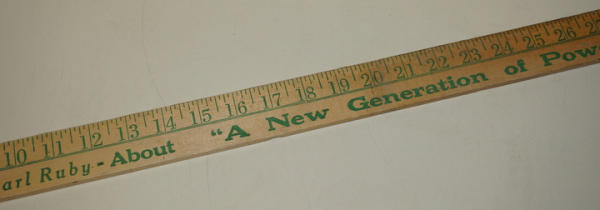 10 11 12 13 14 15 16 17 18 19 20 21 22 23 24 25 26 27
arl Ruby - About "A New Generation of Pow